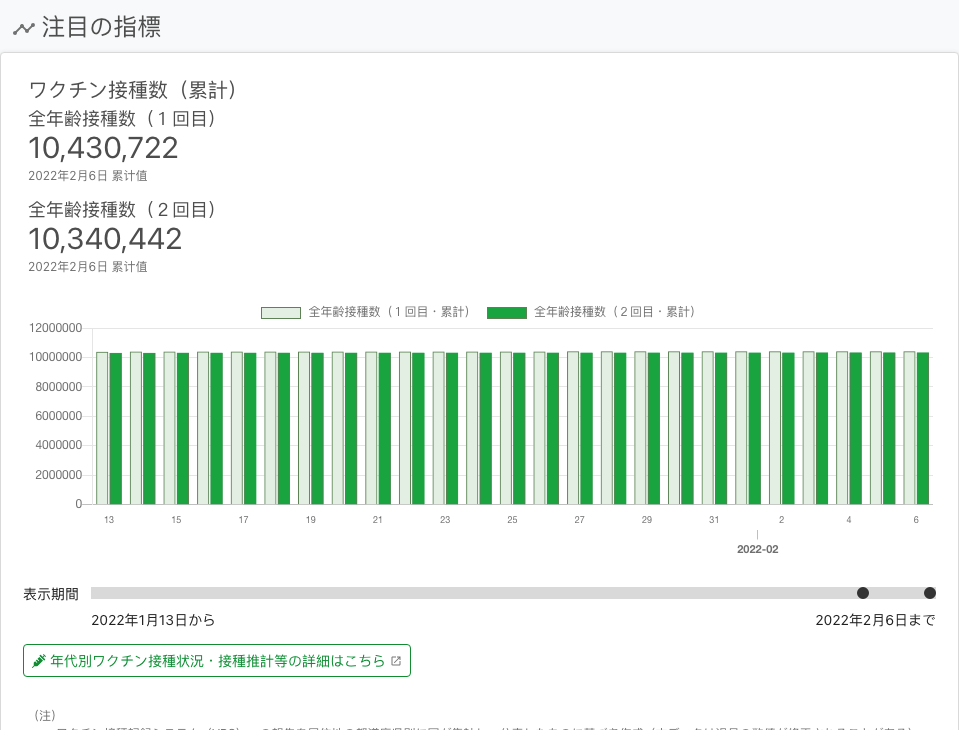 注目の指標
ワクチン接種数（累計）
全年齢接種数（１回目）
10,430,722
2022年2月6日 累计值
全年齢接種数（２回目）
10,340,442
2022年2月6日 累计值
全年齢接種数（１回目・累計） 全年齢接種数（２回目・累計）
12000000
10000000
8000000
6000000
4000000
2000000
0
13 15 17 19 21 23 25 27 29 31 2 4 6
2022-02
表示期間
2022年1月13日から 2022年2月6日まで
年代別ワクチン接種状況・接種推計等の詳細はこちら
（注）